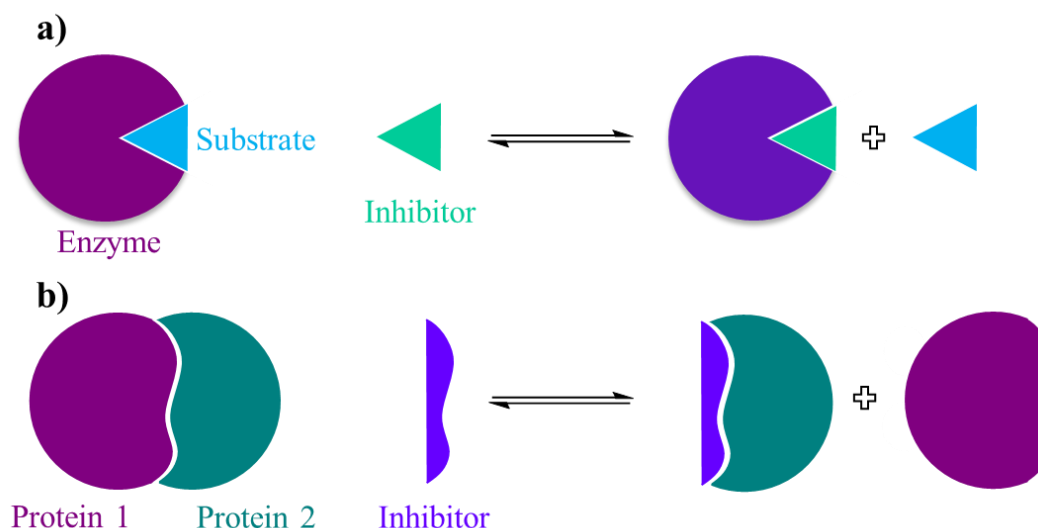 a)
Substrate
Inhibitor
Enzyme
b)
Protein 1 Protein 2 Inhibitor